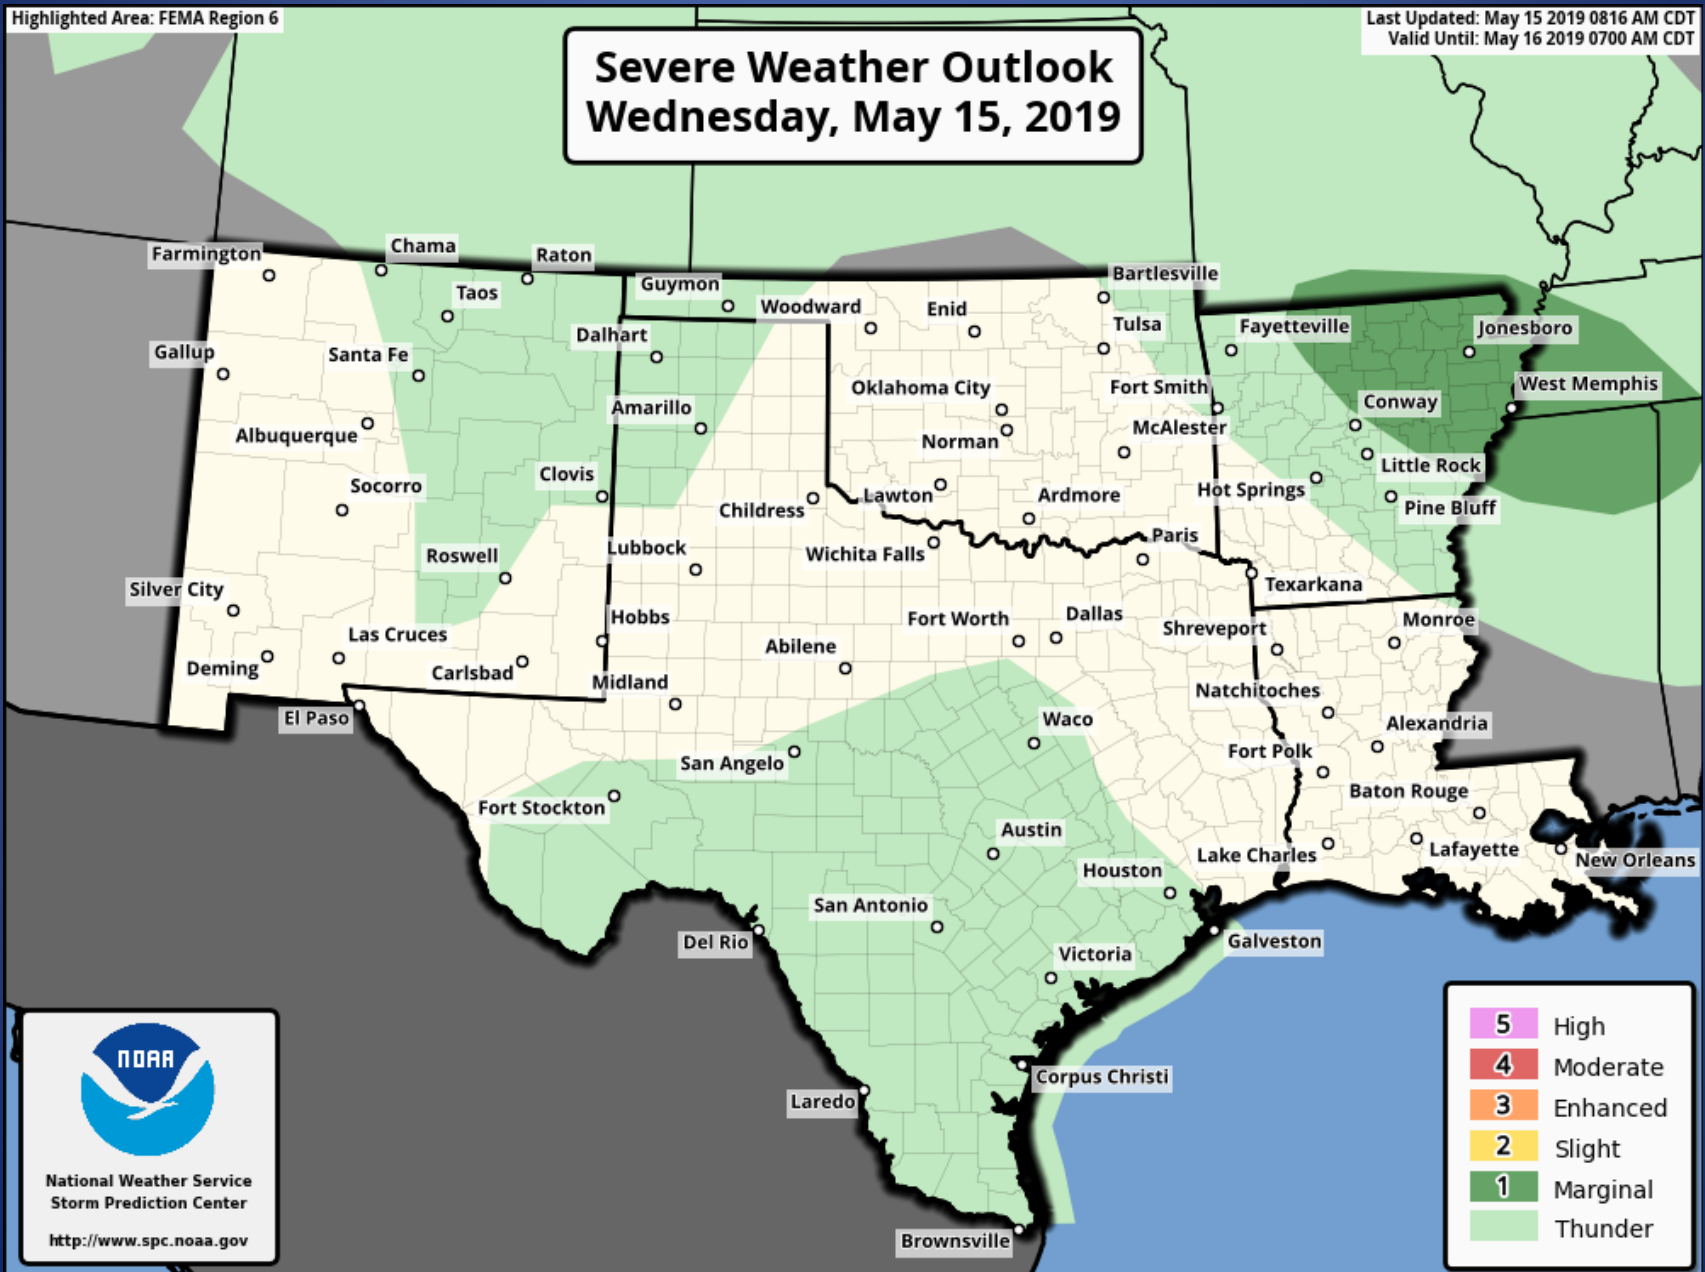 Highlighted Area: FEMA Region 6
Last Updated: May 15 2019 0816 AM CDT
Valid Until: May 16 2019 0700 AM CDT
Severe Weather Outlook
Wednesday, May 15, 2019
Farmington
Chama
Raton
Taos
Guymon
Woodward
Enid
Bartlesville
Tulsa
Fayetteville
Jonesboro
Gallup
Santa Fe
Dalhart
Oklahoma City
Fort Smith
West Memphis
Conway
Albuquerque
Amarillo
Norman
McAlester
Little Rock
Socorro
Clovis
Childress
Lawton
Ardmore
Hot Springs
Pine Bluff
Roswell
Lubbock
Wichita Falls
Paris
Texarkana
Silver City
Las Cruces
Hobbs
Fort Worth
Dallas
Shreveport
Monroe
Deming
Carlsbad
Midland
Abilene
Natchitoches
El Paso
San Angelo
Waco
Fort Polk
Alexandria
Fort Stockton
Baton Rouge
Austin
Houston
Lake Charles
Lafayette
New Orleans
San Antonio
Del Rio
Victoria
Galveston
Laredo
Corpus Christi
Brownsville
NOAA
National Weather Service
Storm Prediction Center
http://www.spc.noaa.gov
5 High
4 Moderate
3 Enhanced
2 Slight
1 Marginal
Thunder